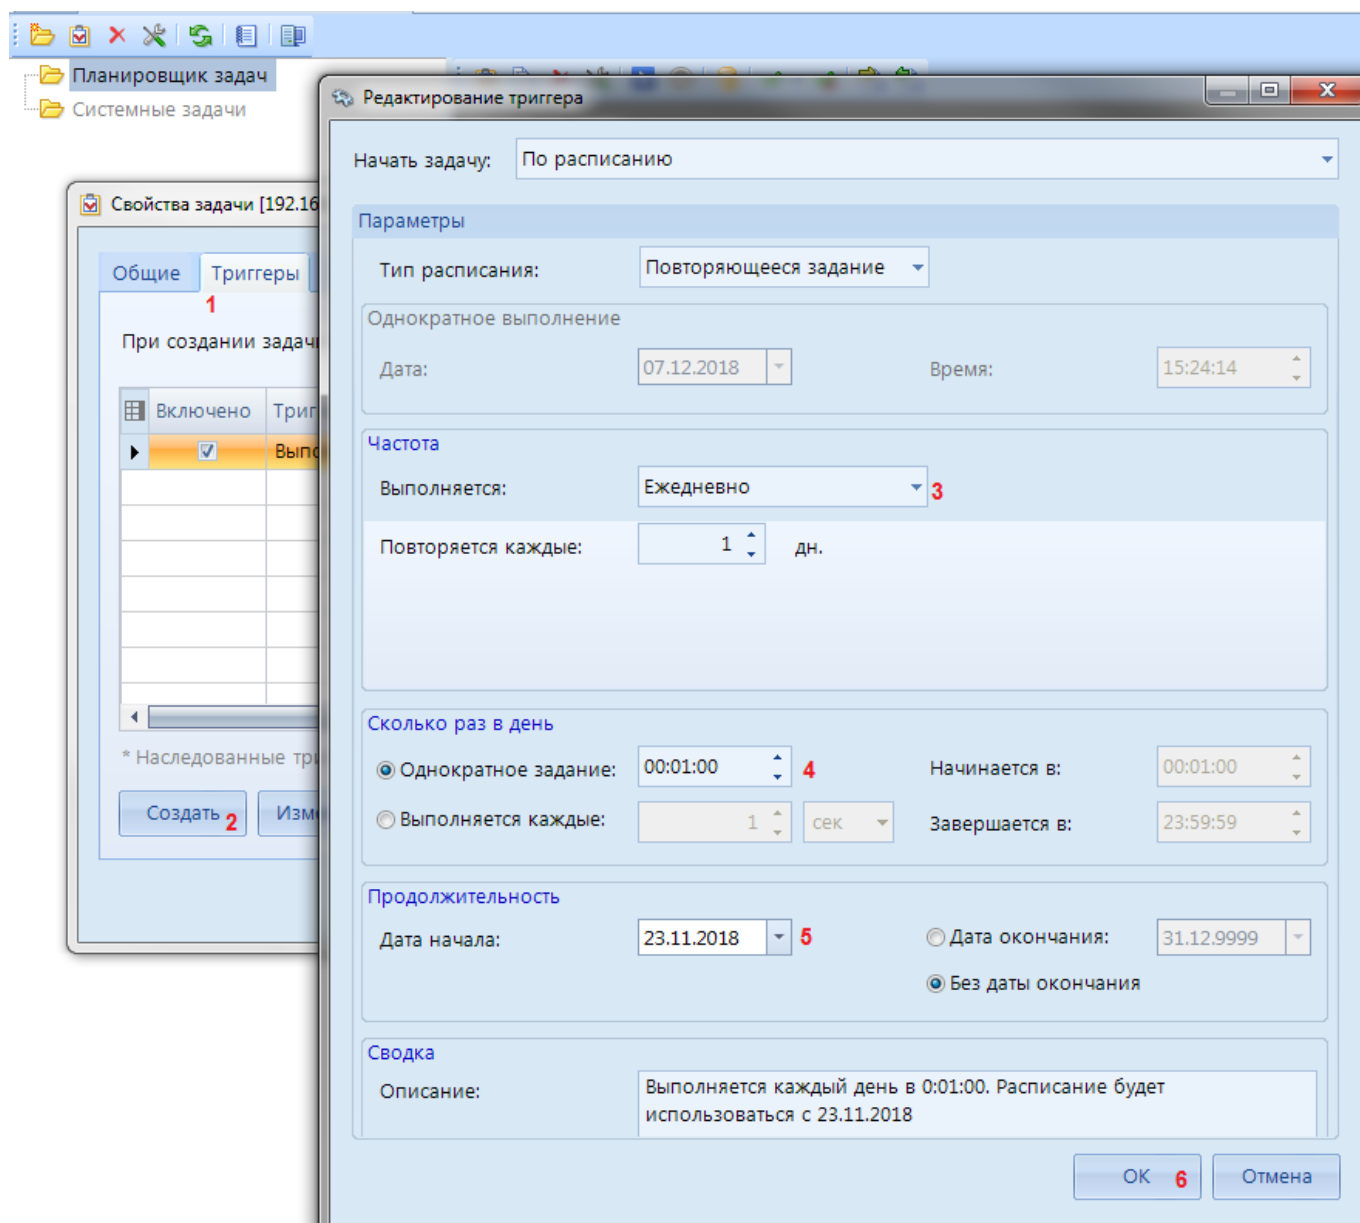 Планировщик задач
Системные задачи
Редактирование триггера
Начать задачу: По расписанию
Свойства задачи [192.16
Общие Триггеры
1
При создании задач
Включено
Выпо
* Наследованные
Создать 2
Параметры
Тип расписания: Повторяющееся задание
Однократное выполнение
Дата: 07.12.2018 Время: 15:24:14
Частота
Выполняется: Ежедневно 3
Повторяется каждые: 1 дн.
Сколько раз в день
Однократное задание: 00:01:00 4 Начинается в: 00:01:00
Выполняется каждые: 1 сек Завершается в: 23:59:59
Продолжительность
Дата начала: 23.11.2018 5 Дата окончания: 31.12.9999
Без даты окончания
Сводка
Описание: Выполняется каждый день в 0:01:00. Расписание будет
использоваться с 23.11.2018
ОК 6 Отмена